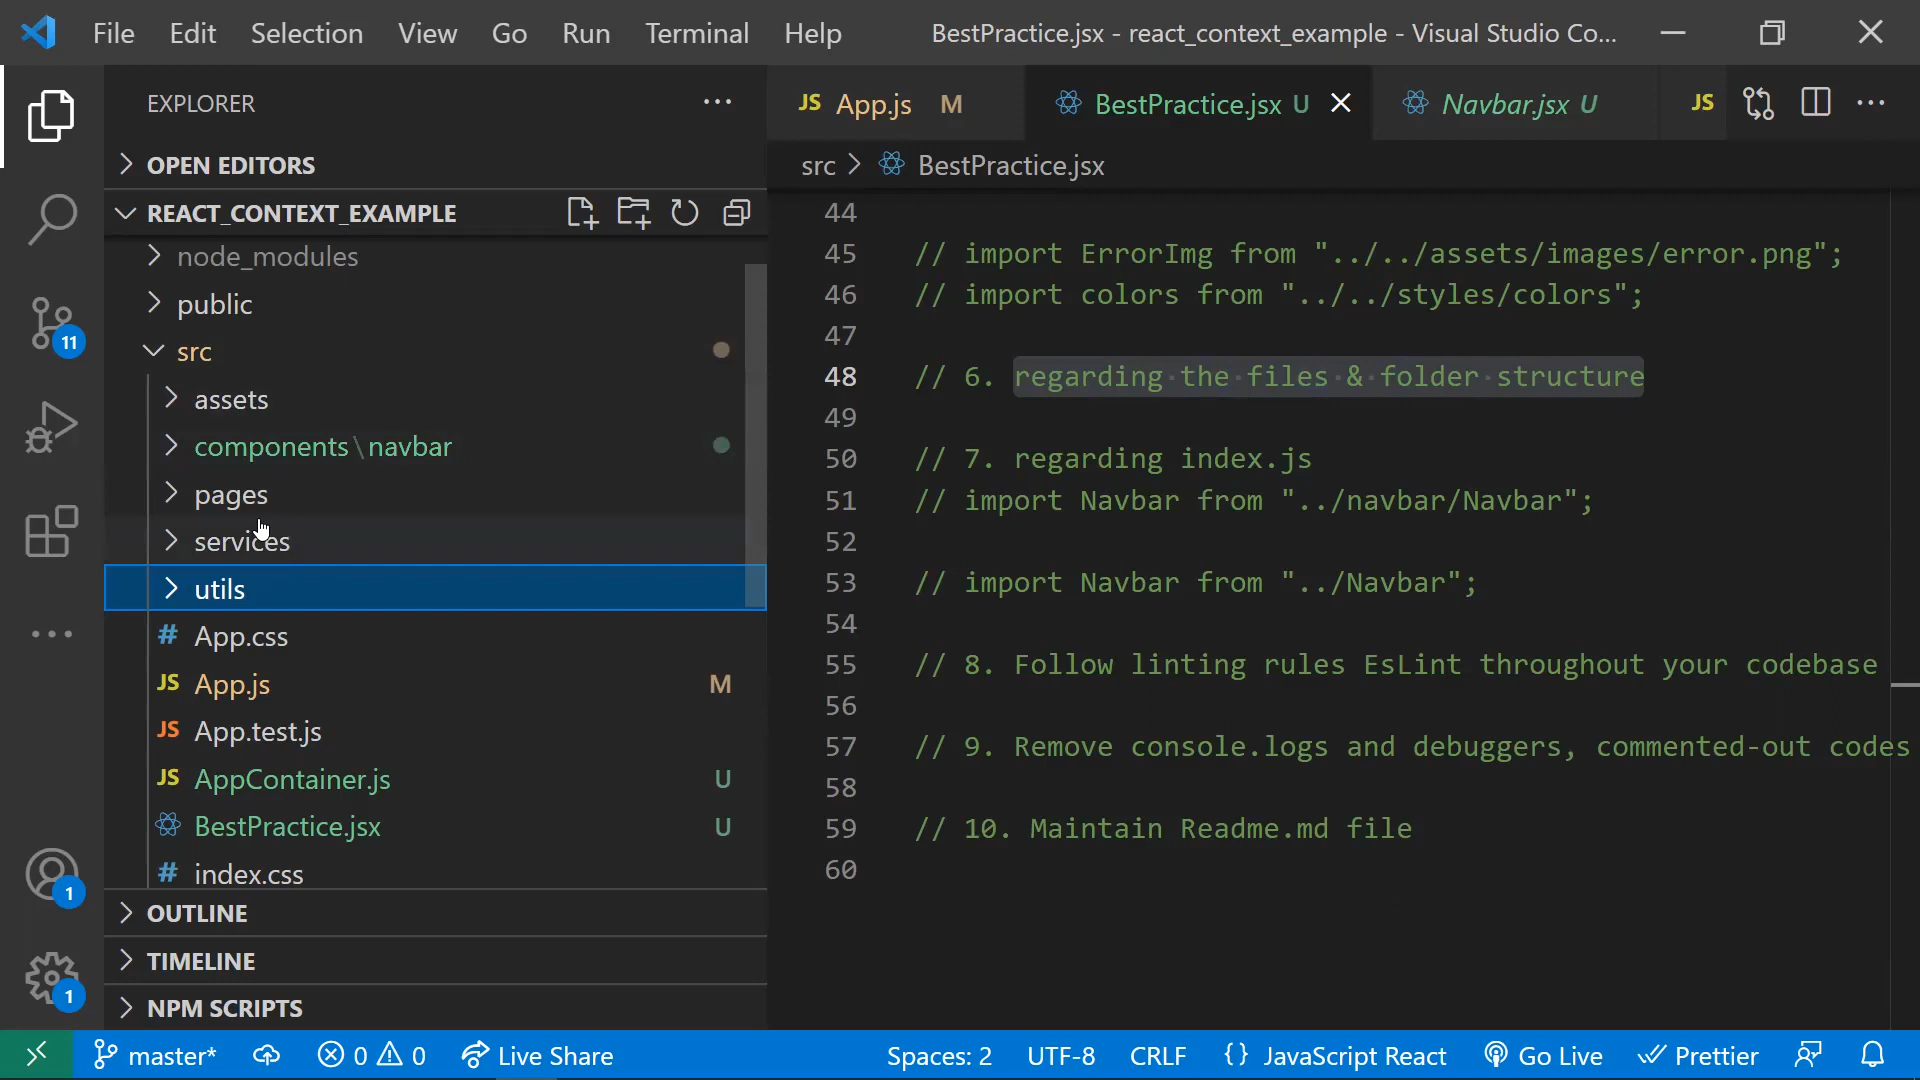 File Edit Selection View Go Run Terminal Help BestPractice.jsx - react_context_example - Visual Studio Co...
EXPLORER
JS App.js M BestPractice.jsx U Navbar.jsx U JS
OPEN EDITORS
src > BestPractice.jsx
REACT_CONTEXT_EXAMPLE
node_modules
public
src
assets
components\navbar
pages
services
utils
# App.css
JS App.js M
JS App.test.js
JS AppContainer.js U
BestPractice.jsx U
# index.css
OUTLINE
TIMELINE
NPM SCRIPTS
11
1
1
44
45 // import ErrorImg from "../../assets/images/error.png";
46 // import colors from "../../styles/colors";
47
48 // 6. regarding the files & folder structure
49
50 // 7. regarding index.js
51 // import Navbar from "../navbar/Navbar";
52
53 // import Navbar from "../Navbar";
54
55 // 8. Follow linting rules EsLint throughout your codebase
56
57 // 9. Remove console.logs and debuggers, commented-out codes
58
59 // 10. Maintain Readme.md file
60
master* 0 0 Live Share Spaces: 2 UTF-8 CRLF {} JavaScript React Go Live Prettier